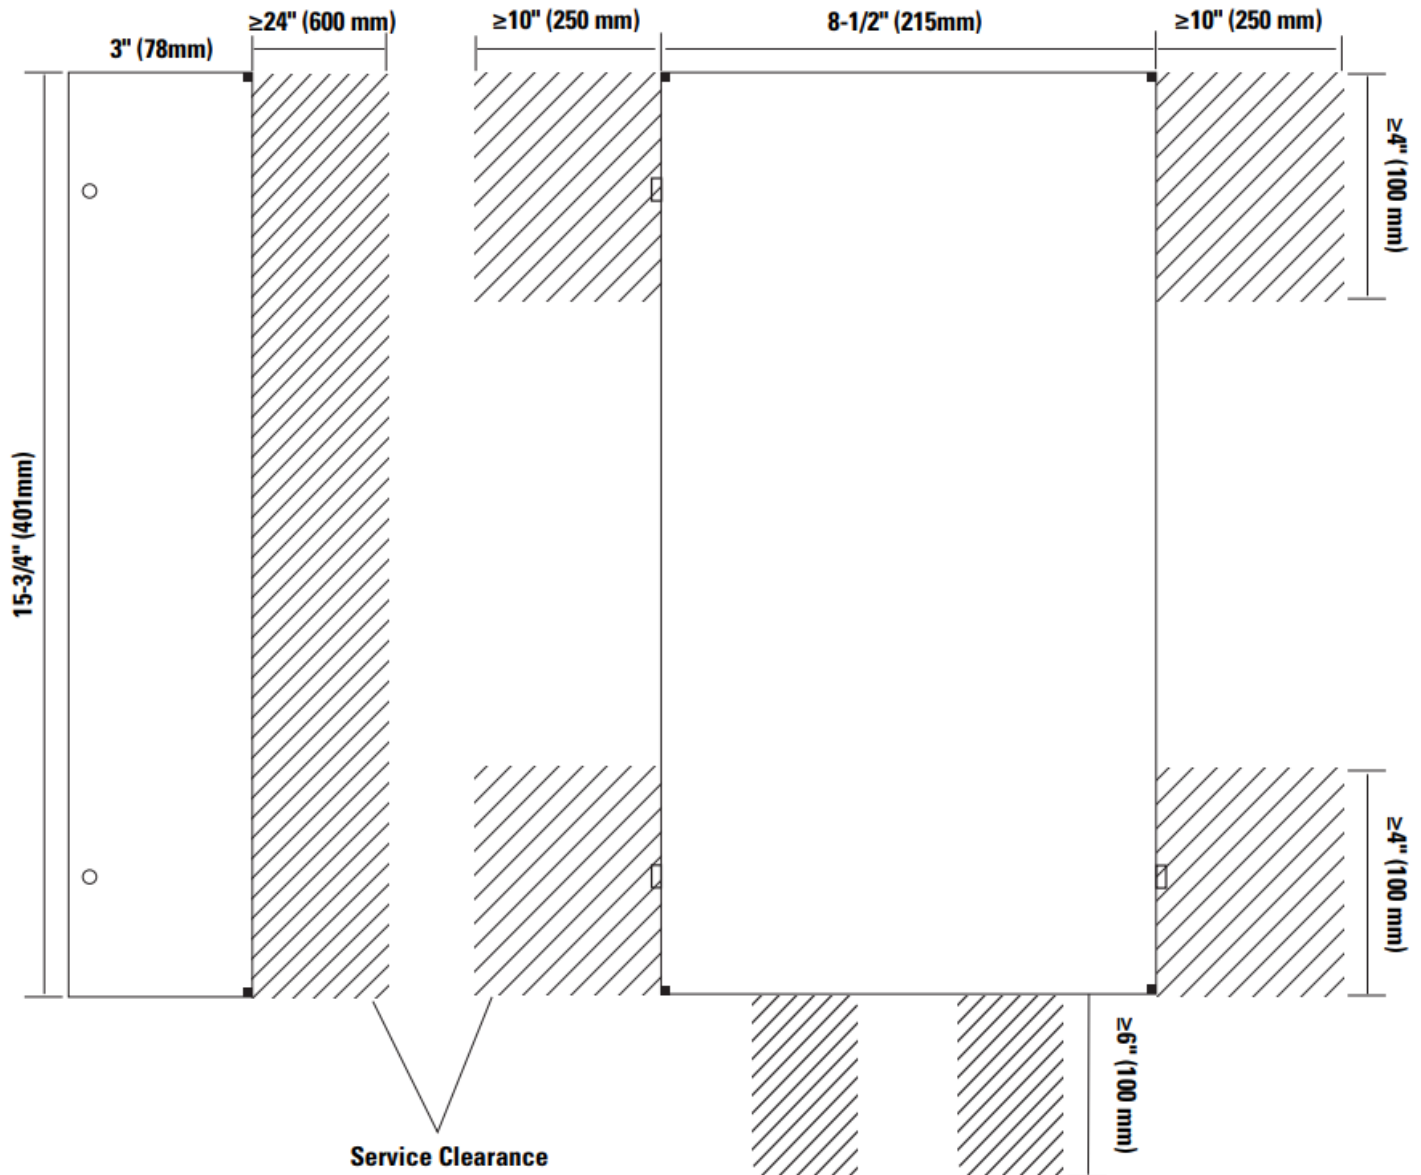 ≥24" (600 mm)
≥10" (250 mm)
8-1/2" (215mm)
≥10" (250 mm)
3" (78mm)
≥4" (100 mm)
15-3/4" (401mm)
≥4" (100 mm)
≥6" (100 mm)
Service Clearance